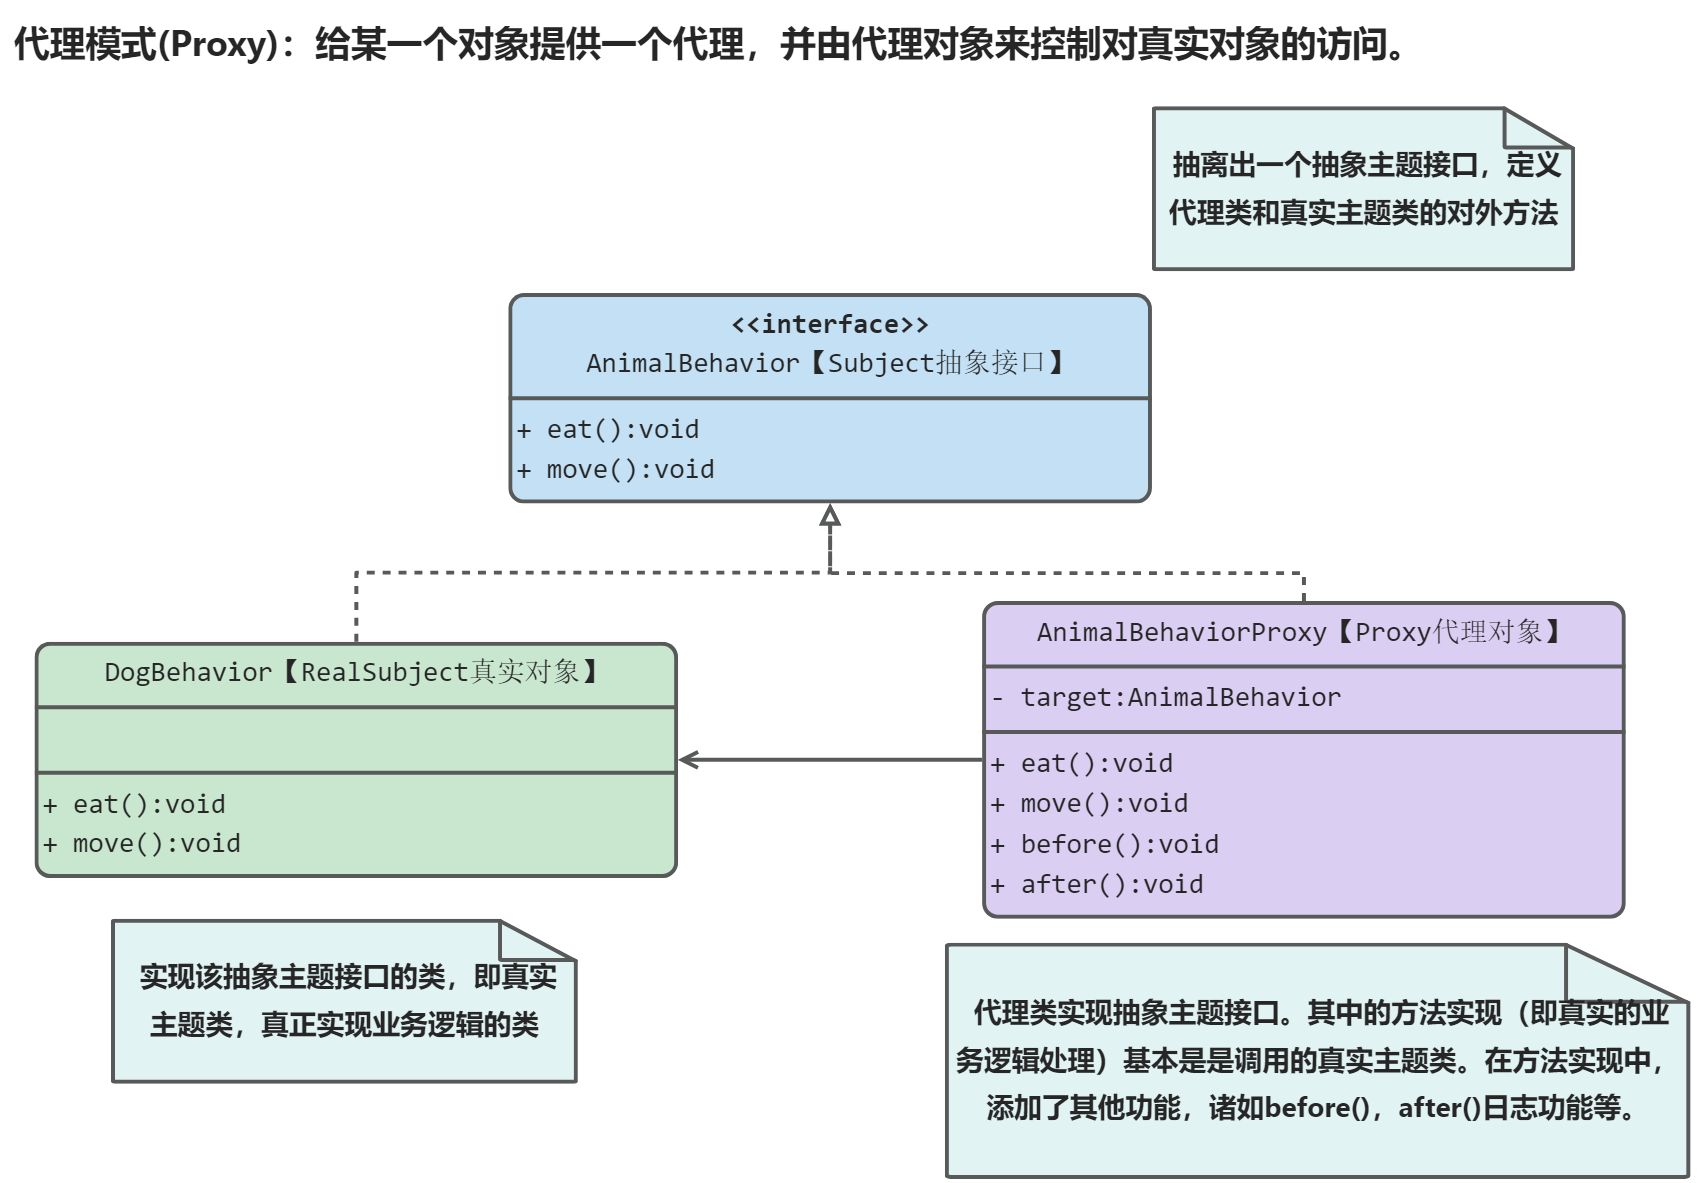 代理模式(Proxy)：给某一个对象提供一个代理，并由代理对象来控制对真实对象的访问。
抽离出一个抽象主题接口，定义
代理类和真实主题类的对外方法
<<interface>>
AnimalBehavior【Subject抽象接口】
+ eat():void
+ move():void
DogBehavior【RealSubject真实对象】
+ eat():void
+ move():void
AnimalBehaviorProxy【Proxy代理对象】
- target:AnimalBehavior
+ eat():void
+ move():void
+ before():void
+ after():void
实现该抽象主题接口的类，即真实
主题类，真正实现业务逻辑的类
代理类实现抽象主题接口。其中的方法实现（即真实的业
务逻辑处理）基本是是调用的真实主题类。在方法实现中，
添加了其他功能，诸如before()，after()日志功能等。